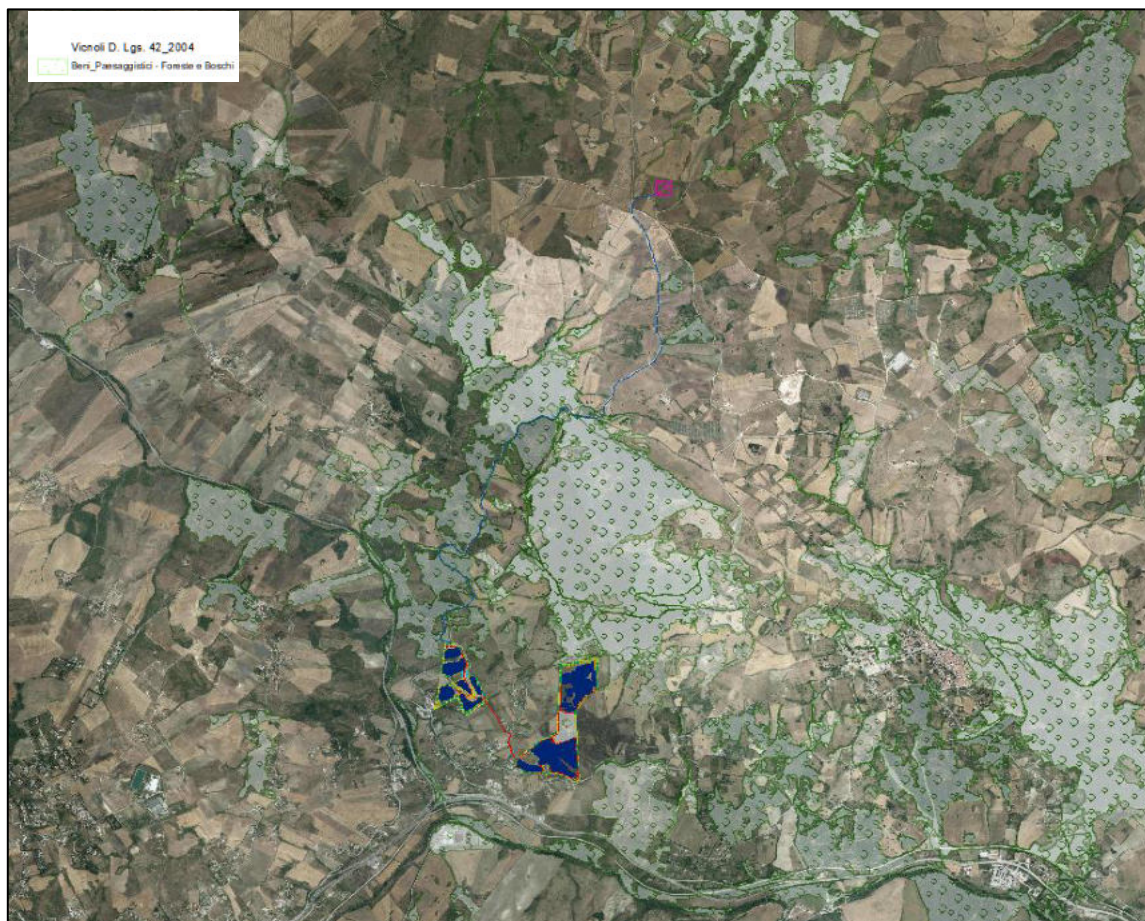 Vicnoli D. Lgs. 42_2004
Beni_Paesaggistici - Foreste e Boschi